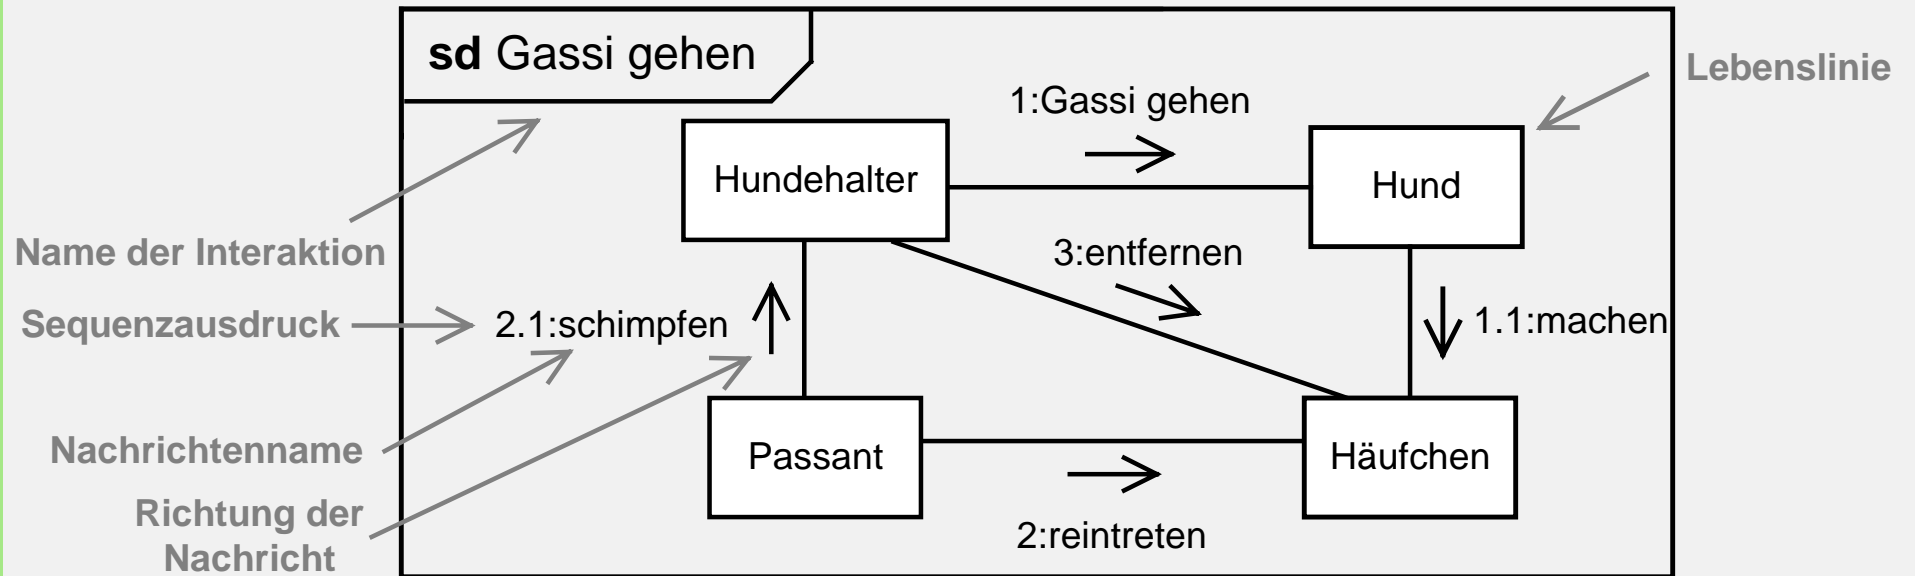 sd Gassi gehen
Lebenslinie
1:Gassi gehen
Hundehalter
Hund
Name der Interaktion
3:entfernen
Sequenzausdruck
2.1:schimpfen
1.1:machen
Nachrichtenname
Passant
Häufchen
Richtung der
Nachricht
2:reintreten